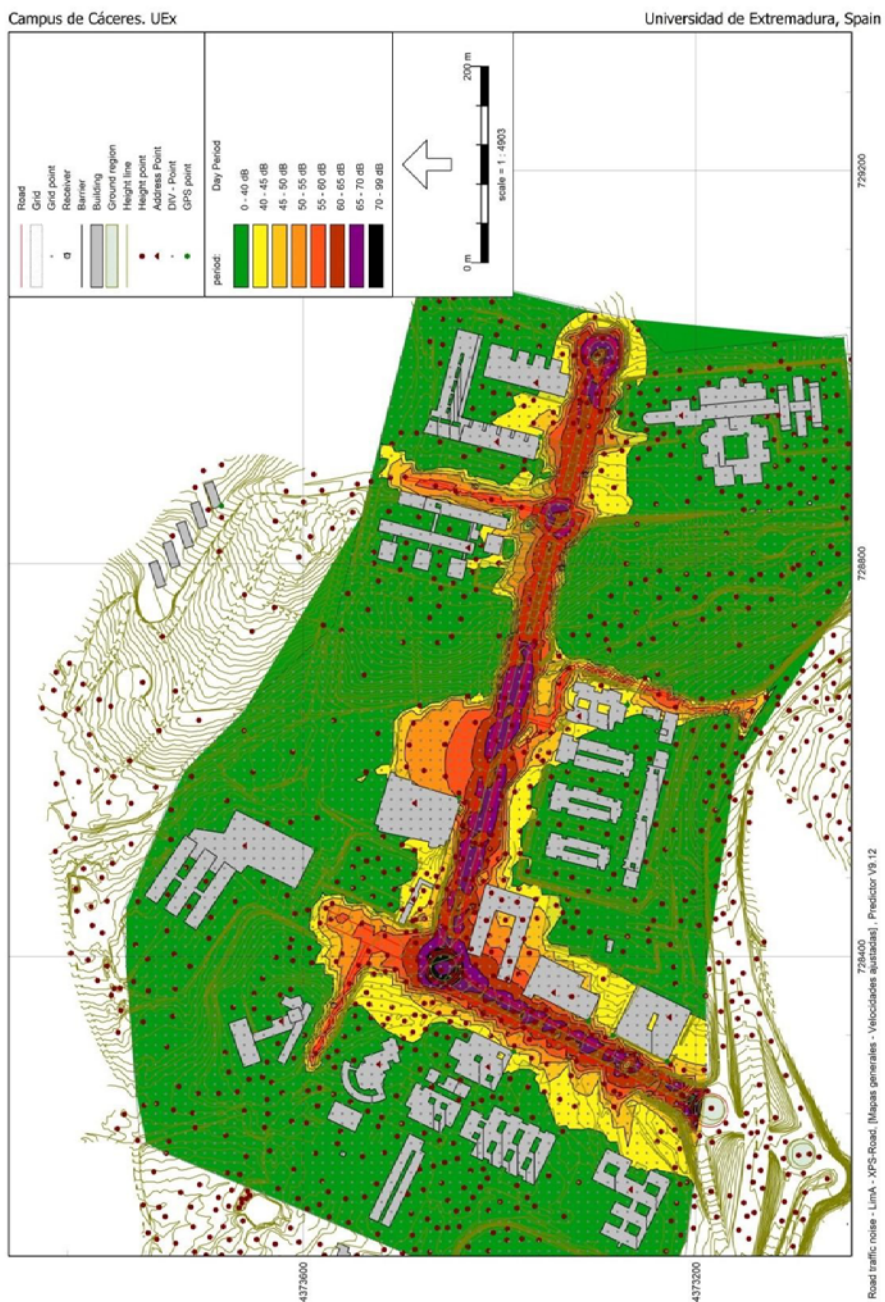 Campus de Cáceres. UEx
Universidad de Extremadura, Spain
Road
Grid
Grid point
Receiver
Barrier
Building
Ground region
Height line
Height point
Address Point
DIV - Point
GPS point
period:
Day Period
0 - 40 dB
40 - 45 dB
45 - 50 dB
50 - 55 dB
55 - 60 dB
60 - 65 dB
65 - 70 dB
70 - 99 dB
0 m
200 m
scale = 1 : 4903
4373600
4373200
728400
728800
729200
Road traffic noise - LimA - XPS-Road, [Mapas generales - Velocidades ajustadas] , Predictor V9.12